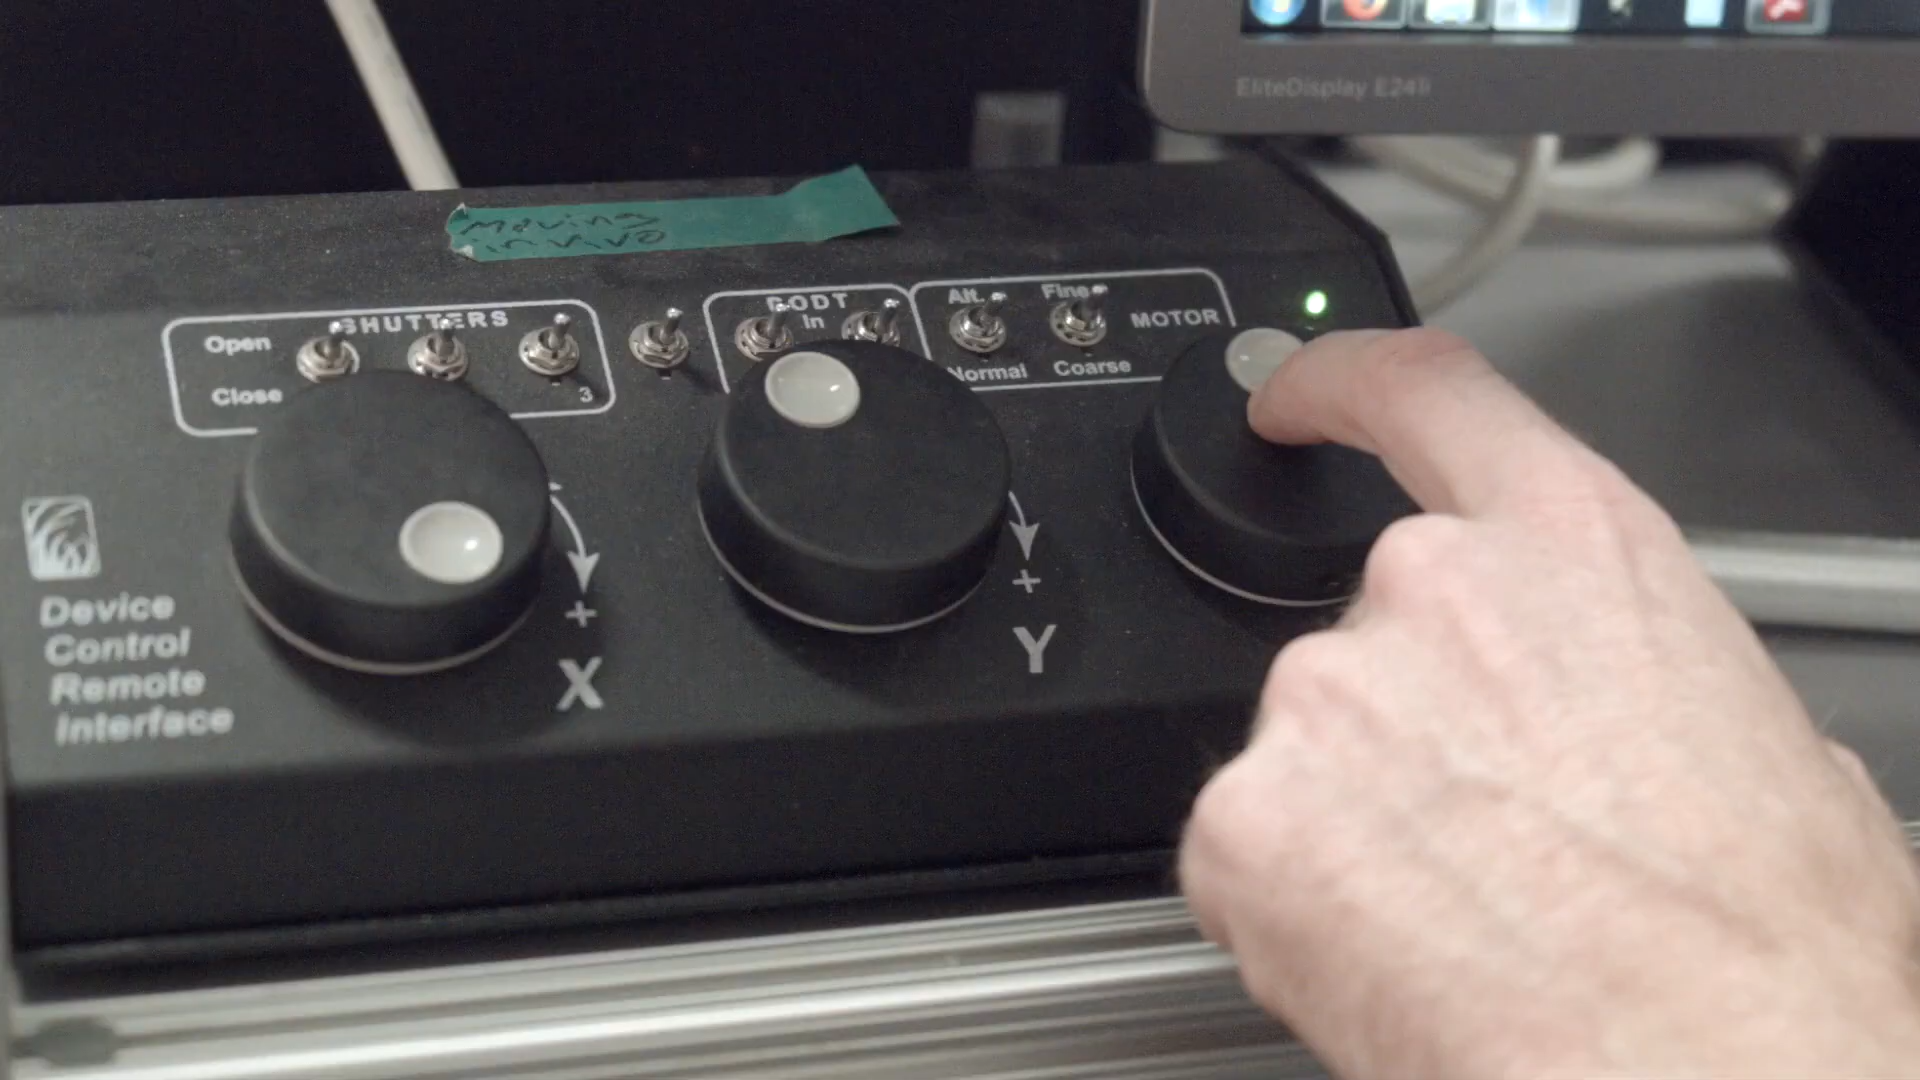 EliteDisplay E241i
Moving
in vivo
SHUTTERS
Open
Close
3
In
Alt.
Fine
MOTOR
Normal
Coarse
+
X
+
Y
Device
Control
Remote
Interface